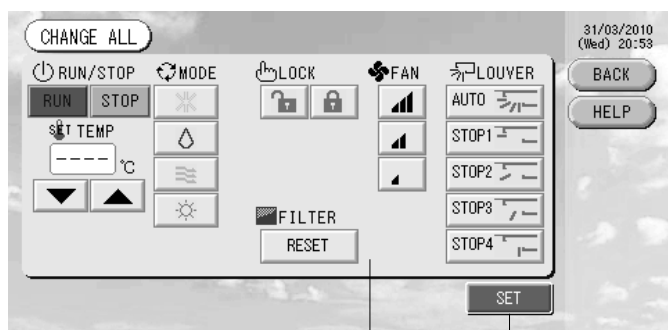 CHANGE ALL
31/03/2010
(Wed) 20:53
RUN/STOP
MODE
LOCK
FAN
LOUVER
BACK
RUN
STOP
AUTO
HELP
SET TEMP
STOP1
----°C
STOP2
STOP3
FILTER
RESET
STOP4
SET